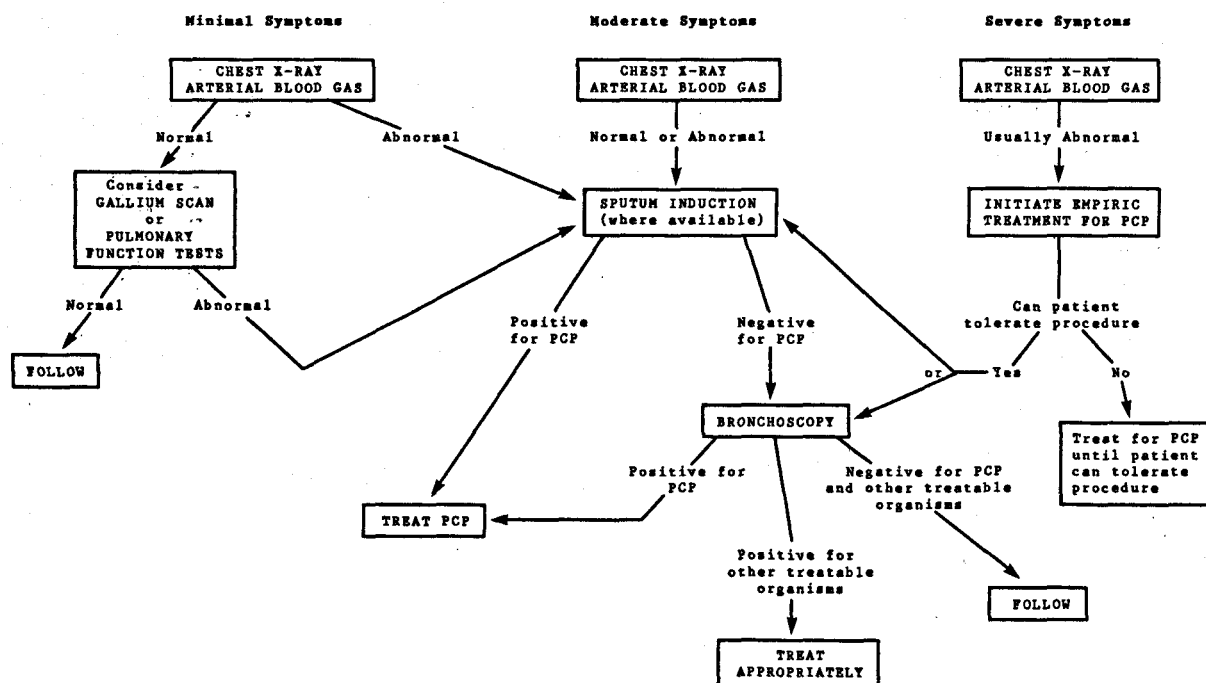 Minimal Symptoms
Moderate Symptoms
Severe Symptoms
CHEST X-RAY
ARTERIAL BLOOD GAS
CHEST X-RAY
ARTERIAL BLOOD GAS
CHEST X-RAY
ARTERIAL BLOOD GAS
Normal
Abnormal
Normal or Abnormal
Usually Abnormal
Consider
GALLIUM SCAN
or
PULMONARY
FUNCTION TESTS
SPUTUM INDUCTION
(where available)
INITIATE EMPIRIC
TREATMENT FOR PCP
Normal
Abnormal
Positive
for PCP
Negative
for PCP
Can patient
tolerate procedure
FOLLOW
or
Yes
No
BRONCHOSCOPY
Treat for PCP
until patient
can tolerate
procedure
Positive for
PCP
Negative for PCP
and other treatable
organisms
TREAT PCP
Positive for
other treatable
organisms
FOLLOW
TREAT
APPROPRIATELY